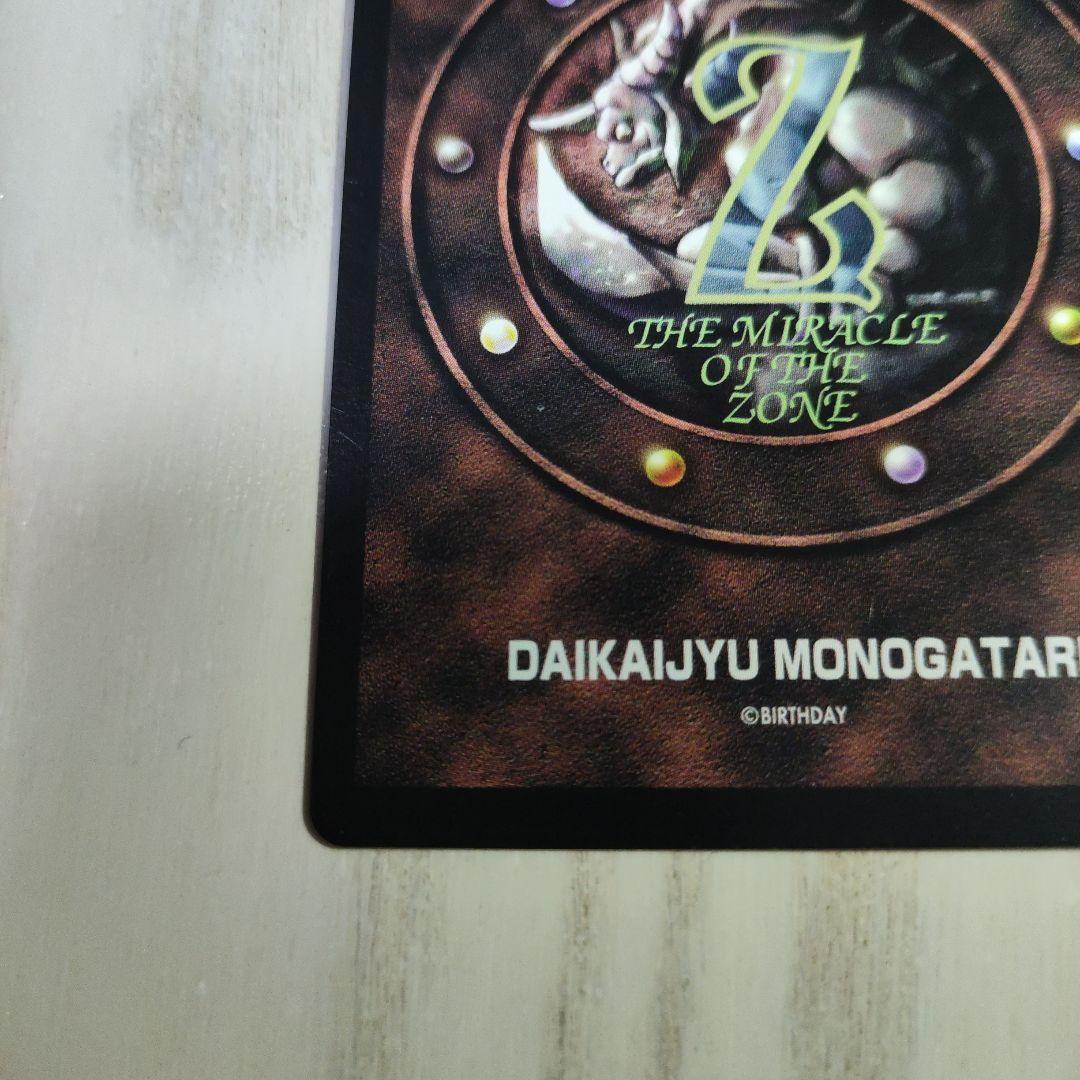 Z
THE MIRACLE
OF THE
ZONE
DAIKAIJYU MONOGATARI
©BIRTHDAY